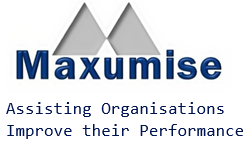 Maxumise
Assisting Organisations
Improve their Performance